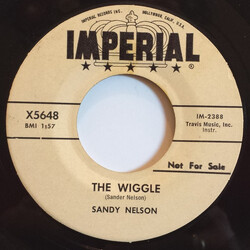 IMPERIAL RECORDS INC. HOLLYWOOD, CALIF. U.S.A.
IMPERIAL
X5648
BMI 1:57
IM-2388
Travis Music, Inc.
Instr.
Not For Sale
THE WIGGLE
(Sander Nelson)
SANDY NELSON